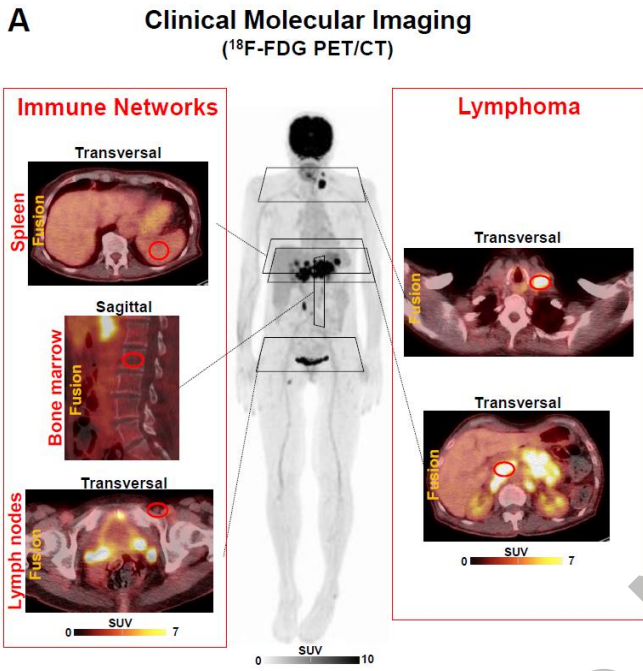 A
Clinical Molecular Imaging
(¹⁸F-FDG PET/CT)
Immune Networks
Transversal
Spleen
Fusion
Sagittal
Bone marrow
Fusion
Transversal
Lymph nodes
Fusion
SUV
0 7
SUV
0 10
Lymphoma
Transversal
Fusion
Transversal
Fusion
SUV
0 7